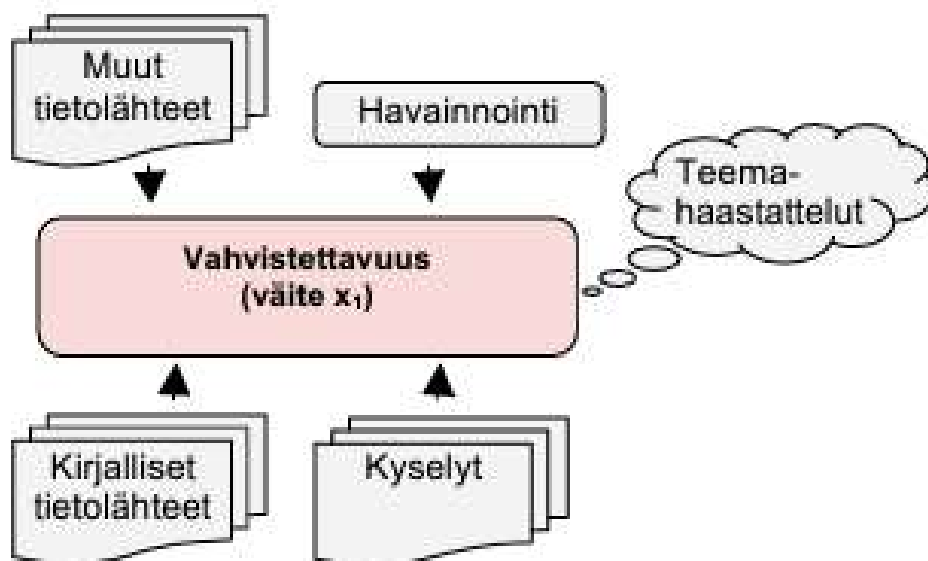 Muut
tietolähteet
Havainnointi
Teema-
haastattelut
Vahvistettavuus
(väite x₁)
Kirjalliset
tietolähteet
Kyselyt